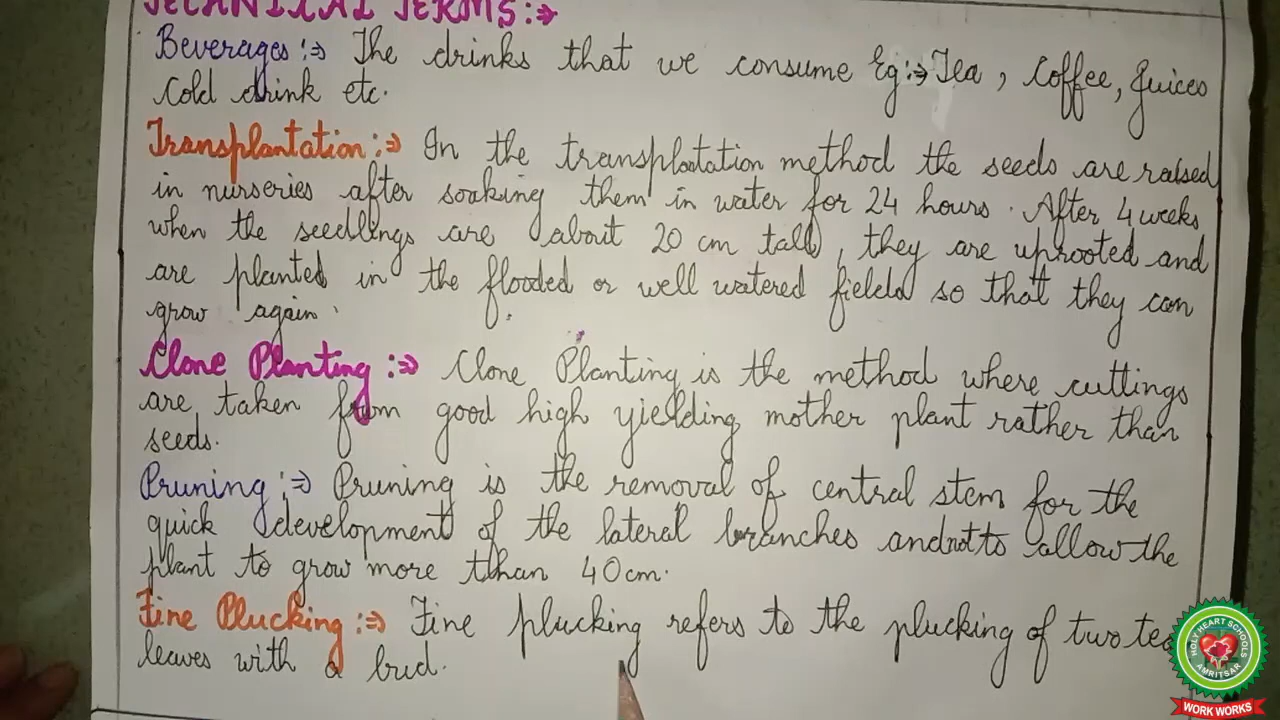 TECHNICAL TERMS:⇒
Beverages:⇒ The drinks that we consume Eg:⇒ Tea, Coffee, Juices
Cold drink etc.
Transplantation:⇒ In the transplantation method the seeds are raised
in nurseries after soaking them in water for 24 hours. After 4 weeks
when the seedlings are about 20 cm tall, they are uprooted and
are planted in the flooded or well watered fields so that they can
grow again.
Clone Planting:⇒ Clone Planting is the method where cuttings
are taken from good high yielding mother plant rather than
seeds.
Pruning:⇒ Pruning is the removal of central stem for the
quick development of the lateral branches and not to allow the
plant to grow more than 40cm.
Fine Plucking:⇒ Fine plucking refers to the plucking of two tea
leaves with a bud.
HOLY HEART SCHOOLS
AMRITSAR
WORK WORKS